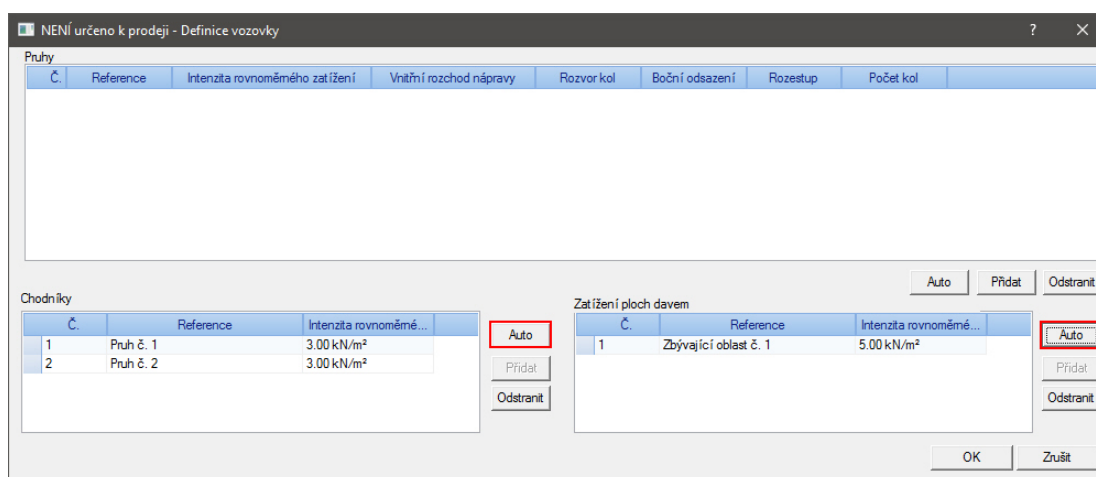 NENÍ určeno k prodeji - Definice vozovky ? ×
Pruhy
Č. Reference Intenzita rovnoměrného zatížení Vnitřní rozchod nápravy Rozvor kol Boční odsazení Rozestup Počet kol
Auto Přidat Odstranit
Chodníky
Č. Reference Intenzita rovnoměrné...
1 Pruh č. 1 3.00 kN/m²
2 Pruh č. 2 3.00 kN/m²
Auto
Přidat
Odstranit
Zatížení ploch davem
Č. Reference Intenzita rovnoměrné...
1 Zbývající oblast č. 1 5.00 kN/m²
Auto
Přidat
Odstranit
OK Zrušit